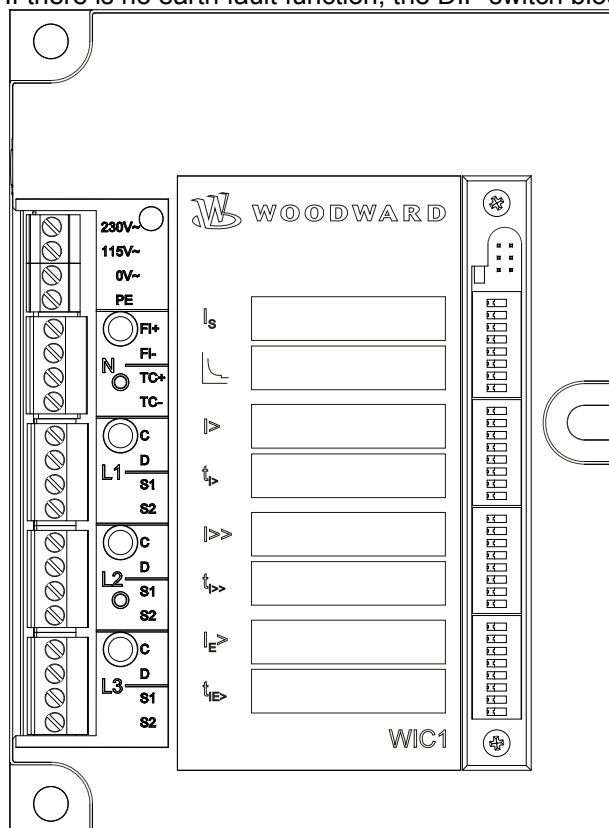 If there is no earth fault function, the DIP switch
WOODWARD
230V~
115V~
0V~
PE
FI+
FI-
N
TC+
TC-
C
D
L1
S1
S2
C
D
L2
S1
S2
C
D
L3
S1
S2
IS
I>
tI>
I>>
tI>>
IE>
tIE>
WIC1